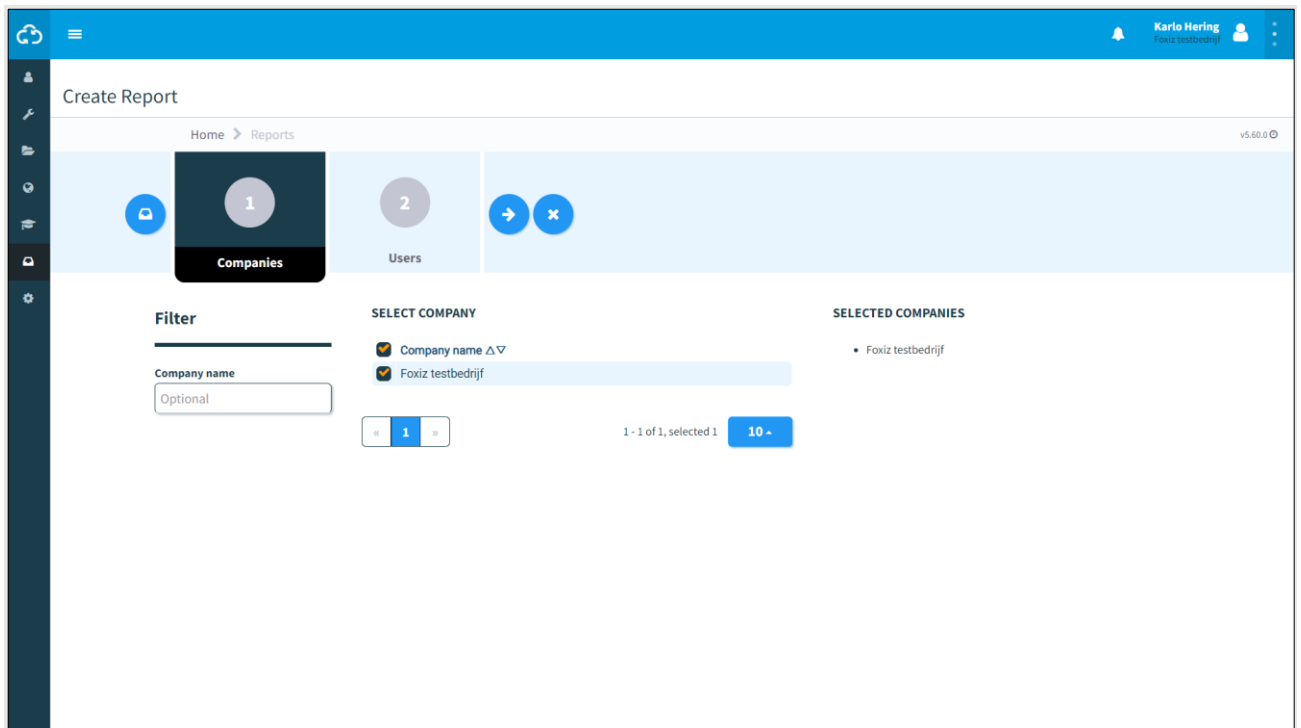 Karlo Hering
Foxiz testbedrijf
Create Report
Home Reports
v5.60.0
1
2
Companies
Users
Filter
Company name
Optional
SELECT COMPANY
Company name
Foxiz testbedrijf
« 1 »
1 - 1 of 1, selected 1
10
SELECTED COMPANIES
• Foxiz testbedrijf